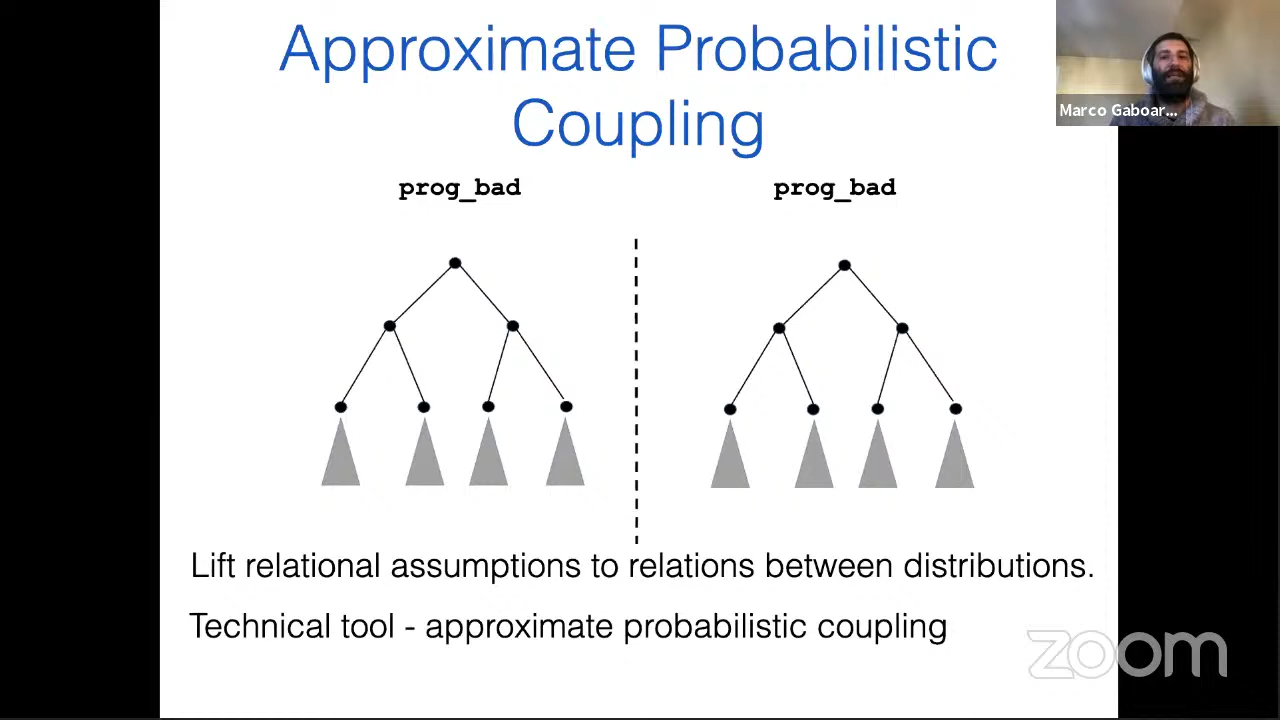 Approximate Probabilistic
Coupling
Marco Gaboar...
prog_bad
prog_bad
Lift relational assumptions to relations between distributions.
Technical tool - approximate probabilistic coupling
zoom